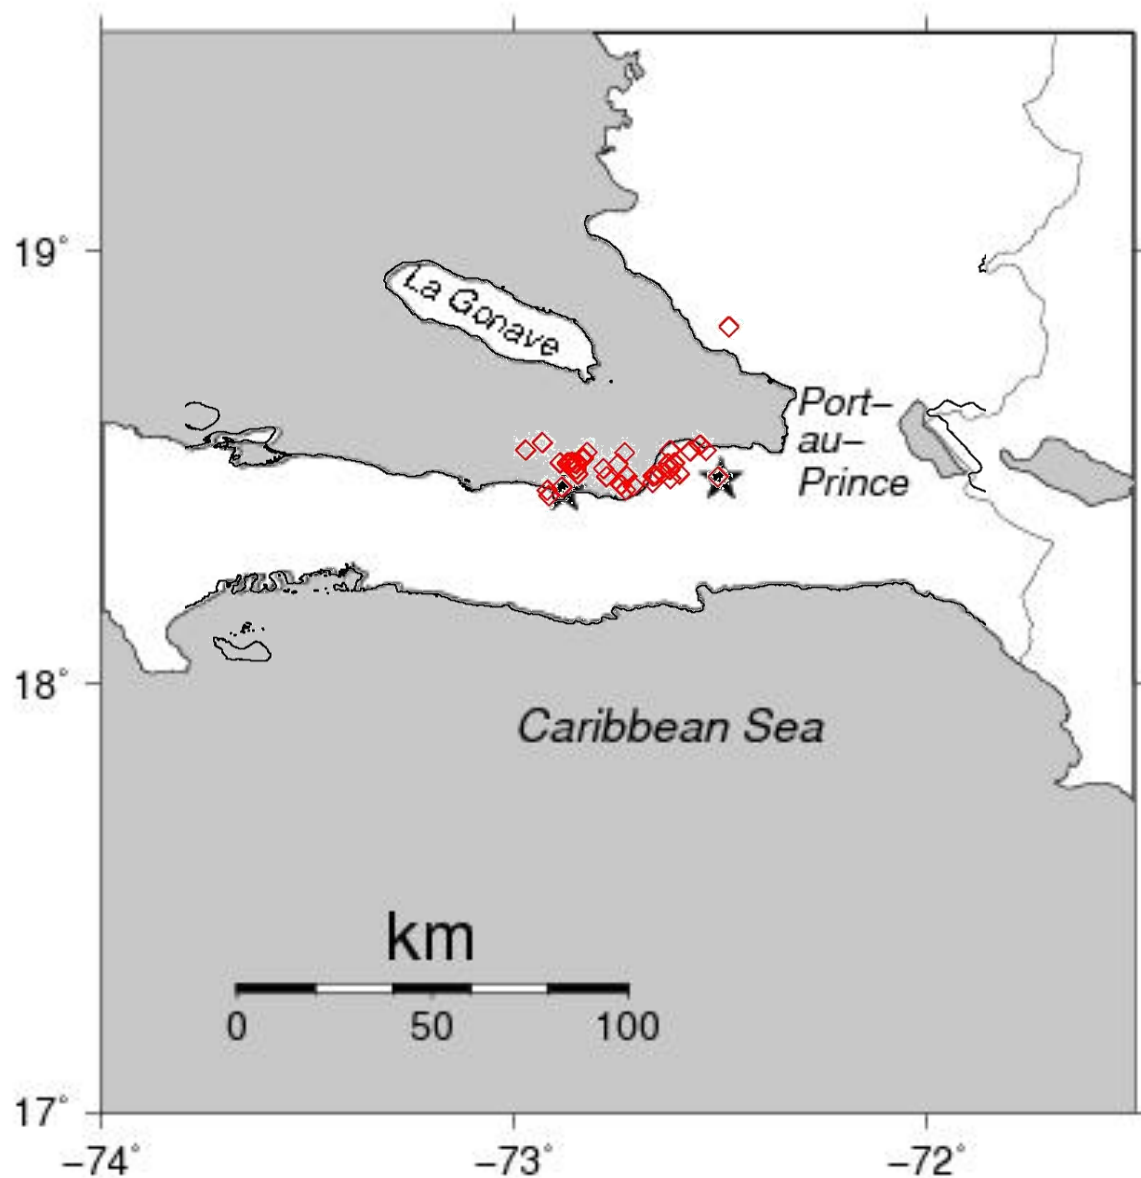 19°
La Gonave
Port–
au–
Prince
18°
Caribbean Sea
km
0 50 100
17°
–74° –73° –72°